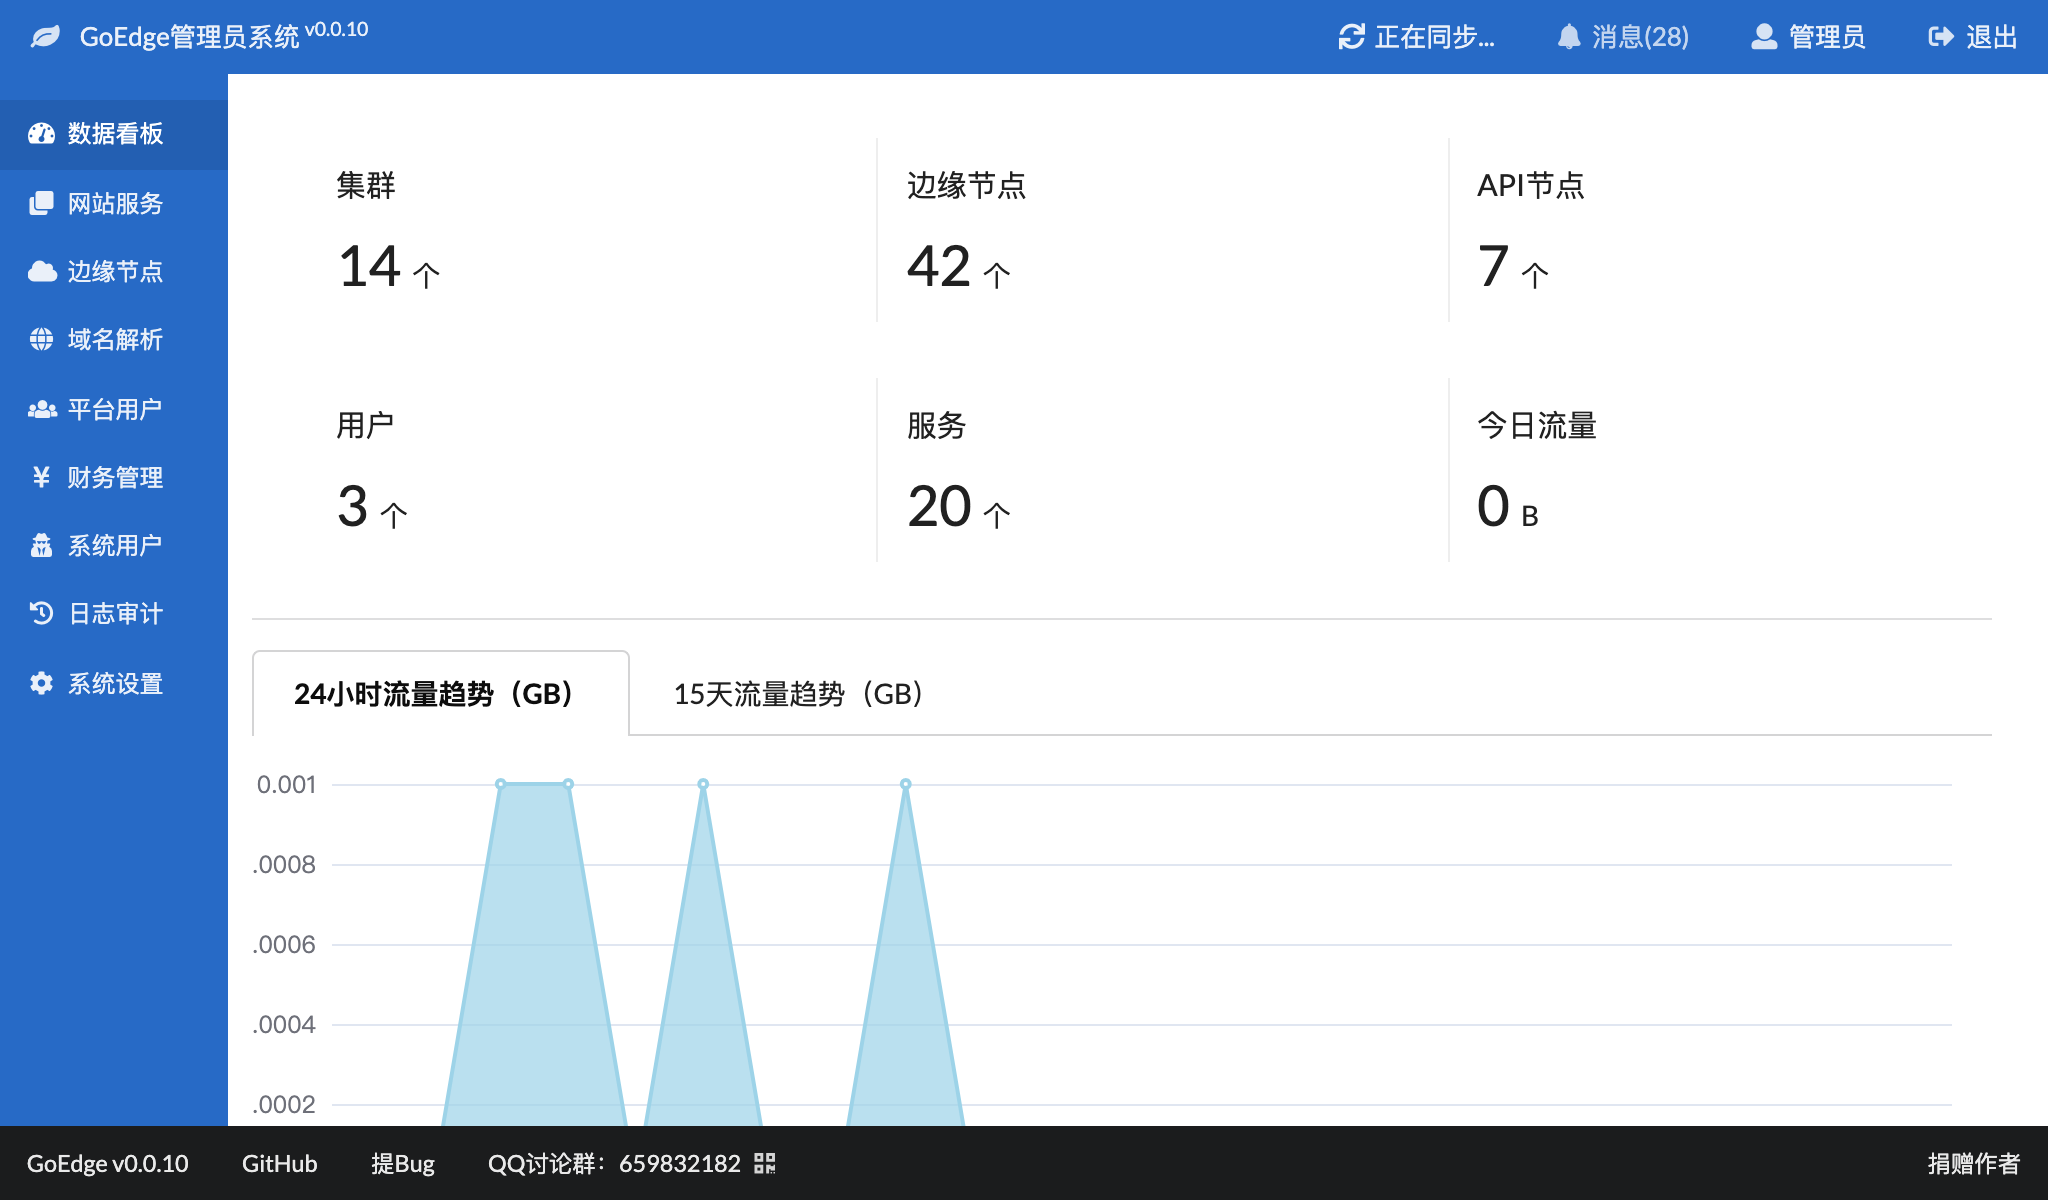 GoEdge管理员系统 v0.0.10
正在同步...
消息(28)
管理员
退出
数据看板
网站服务
边缘节点
域名解析
平台用户
财务管理
系统用户
日志审计
系统设置
集群
14 个
边缘节点
42 个
API节点
7 个
用户
3 个
服务
20 个
今日流量
0 B
24小时流量趋势（GB）
15天流量趋势（GB）
0.001
.0008
.0006
.0004
.0002
GoEdge v0.0.10
GitHub
提Bug
QQ讨论群：659832182
捐赠作者